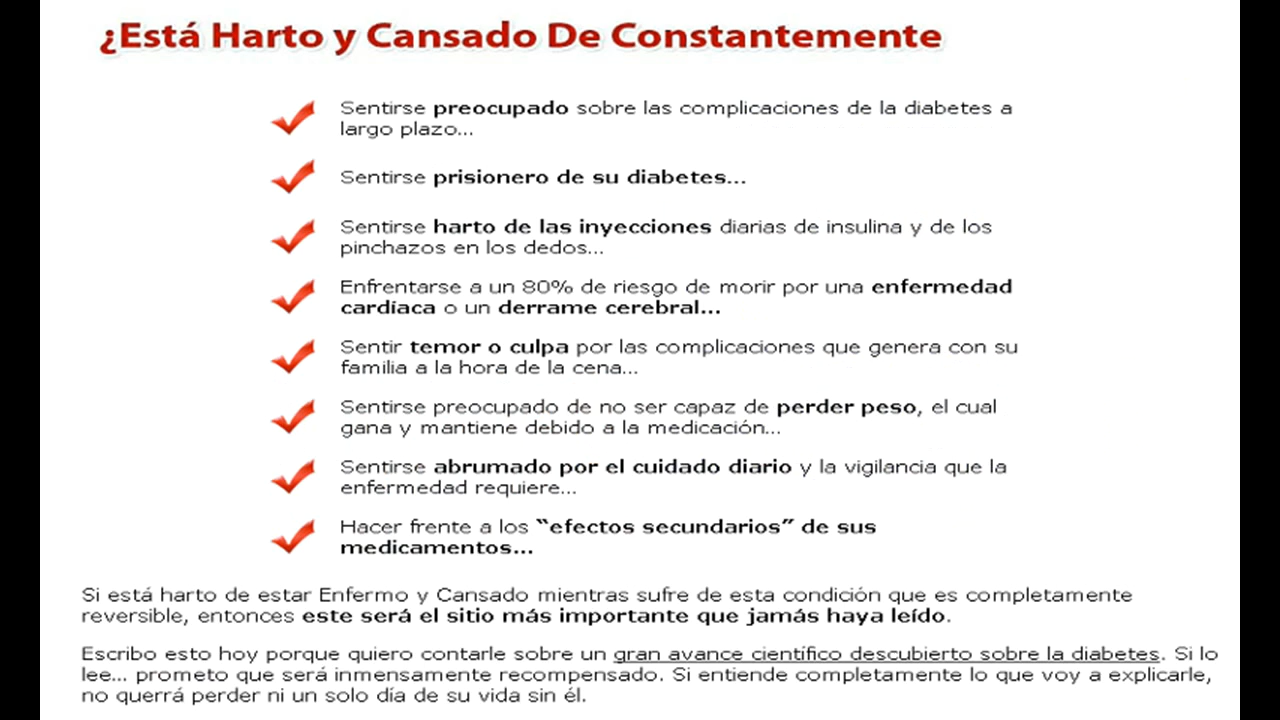 ¿Está Harto y Cansado De Constantemente
Sentirse preocupado sobre las complicaciones de la diabetes a
largo plazo...
Sentirse prisionero de su diabetes...
Sentirse harto de las inyecciones diarias de insulina y de los
pinchazos en los dedos...
Enfrentarse a un 80% de riesgo de morir por una enfermedad
cardíaca o un derrame cerebral...
Sentir temor o culpa por las complicaciones que genera con su
familia a la hora de la cena...
Sentirse preocupado de no ser capaz de perder peso, el cual
gana y mantiene debido a la medicación...
Sentirse abrumado por el cuidado diario y la vigilancia que la
enfermedad requiere...
Hacer frente a los “efectos secundarios” de sus
medicamentos...
Si está harto de estar Enfermo y Cansado mientras sufre de esta condición que es completamente
reversible, entonces este será el sitio más importante que jamás haya leído.
Escribo esto hoy porque quiero contarle sobre un gran avance científico descubierto sobre la diabetes. Si lo
lee... prometo que será inmensamente recompensado. Si entiende completamente lo que voy a explicarle,
no querrá perder ni un solo día de su vida sin él.